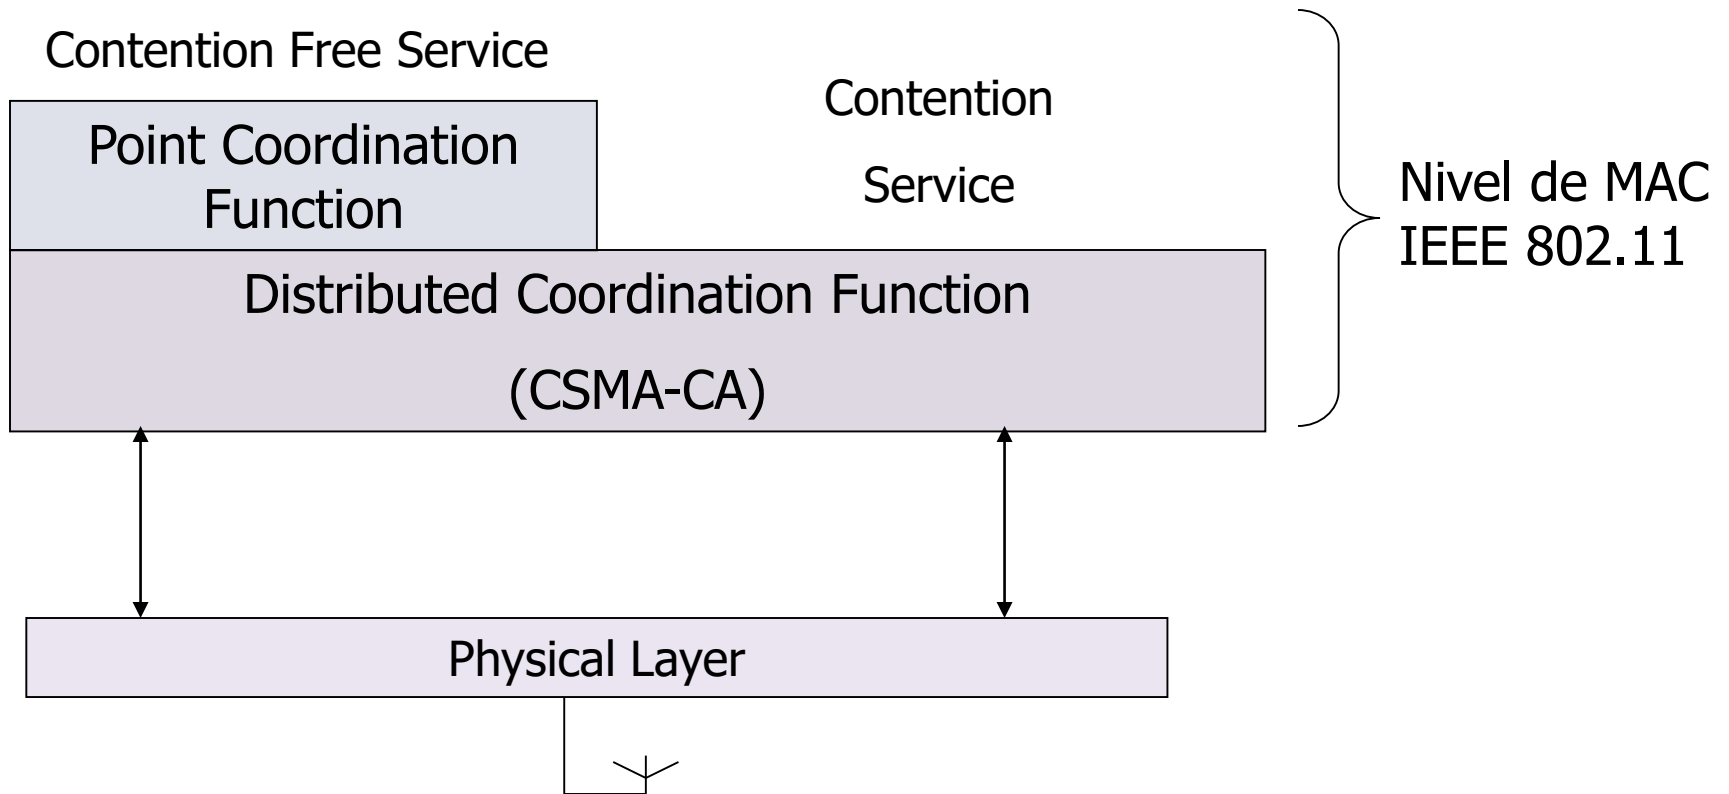 Contention Free Service
Contention
Service
Point Coordination
Function
Distributed Coordination Function
(CSMA-CA)
Nivel de MAC
IEEE 802.11
Physical Layer